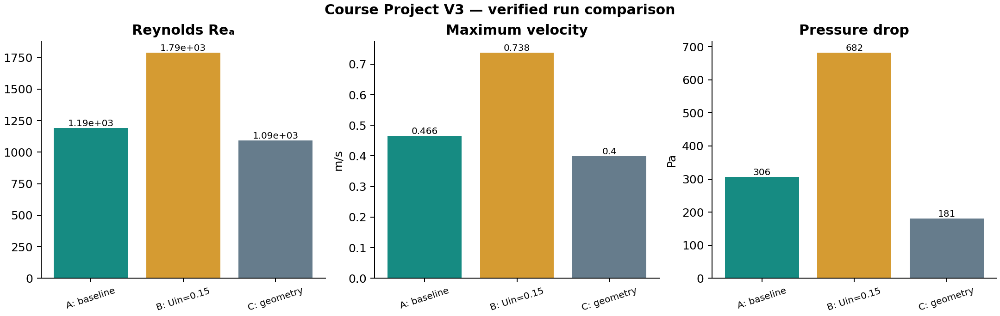 Course Project V3 — verified run comparison
Reynolds Reₐ
1750
1500
1250
1000
750
500
250
0
1.19e+03
1.79e+03
1.09e+03
A: baseline
B: Uin=0.15
C: geometry
Maximum velocity
m/s
0.7
0.6
0.5
0.4
0.3
0.2
0.1
0.0
0.466
0.738
0.4
A: baseline
B: Uin=0.15
C: geometry
Pressure drop
Pa
700
600
500
400
300
200
100
0
306
682
181
A: baseline
B: Uin=0.15
C: geometry